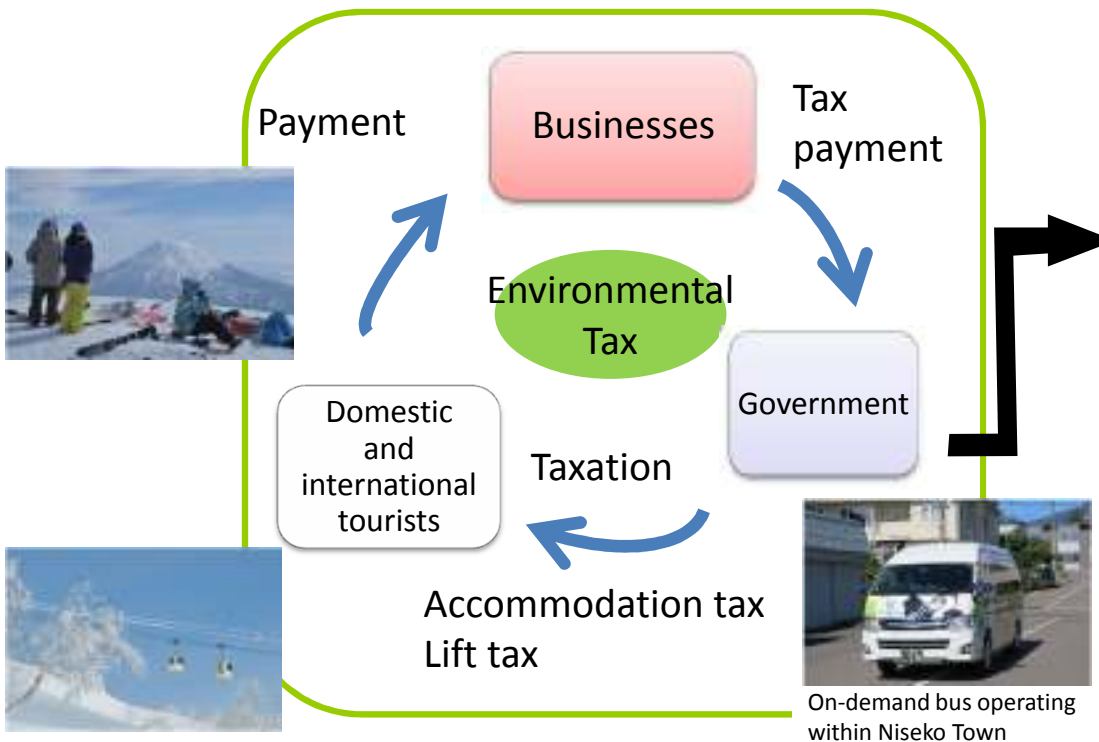 Payment
Businesses
Tax
payment
Environmental
Tax
Government
Domestic
and
international
tourists
Taxation
Accommodation tax
Lift tax
On-demand bus operating
within Niseko Town